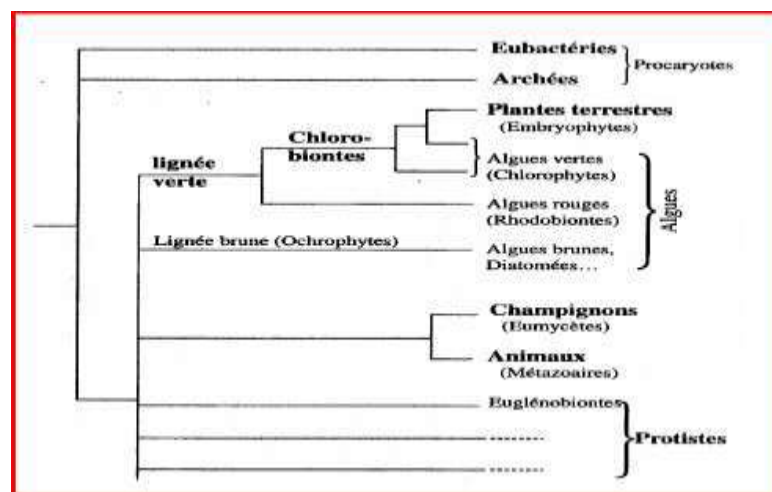 Eubactéries
Procaryotes
Archées
Plantes terrestres
(Embryophytes)
Chloro-
biontes
Algues vertes
(Chlorophytes)
lignée
verte
Algues rouges
(Rhodobiontes)
Algues
Lignée brune (Ochrophytes)
Algues brunes,
Diatomées...
Champignons
(Eumycètes)
Animaux
(Métazoaires)
Euglénobiontes
Protistes